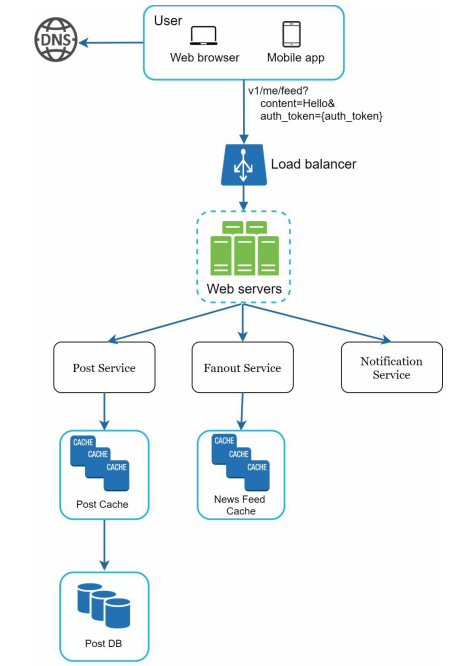 User
DNS
Web browser
Mobile app
v1/me/feed?
content=Hello&
auth_token={auth_token}
Load balancer
Web servers
Post Service
Fanout Service
Notification
Service
CACHE
CACHE
CACHE
Post Cache
CACHE
CACHE
CACHE
News Feed
Cache
Post DB